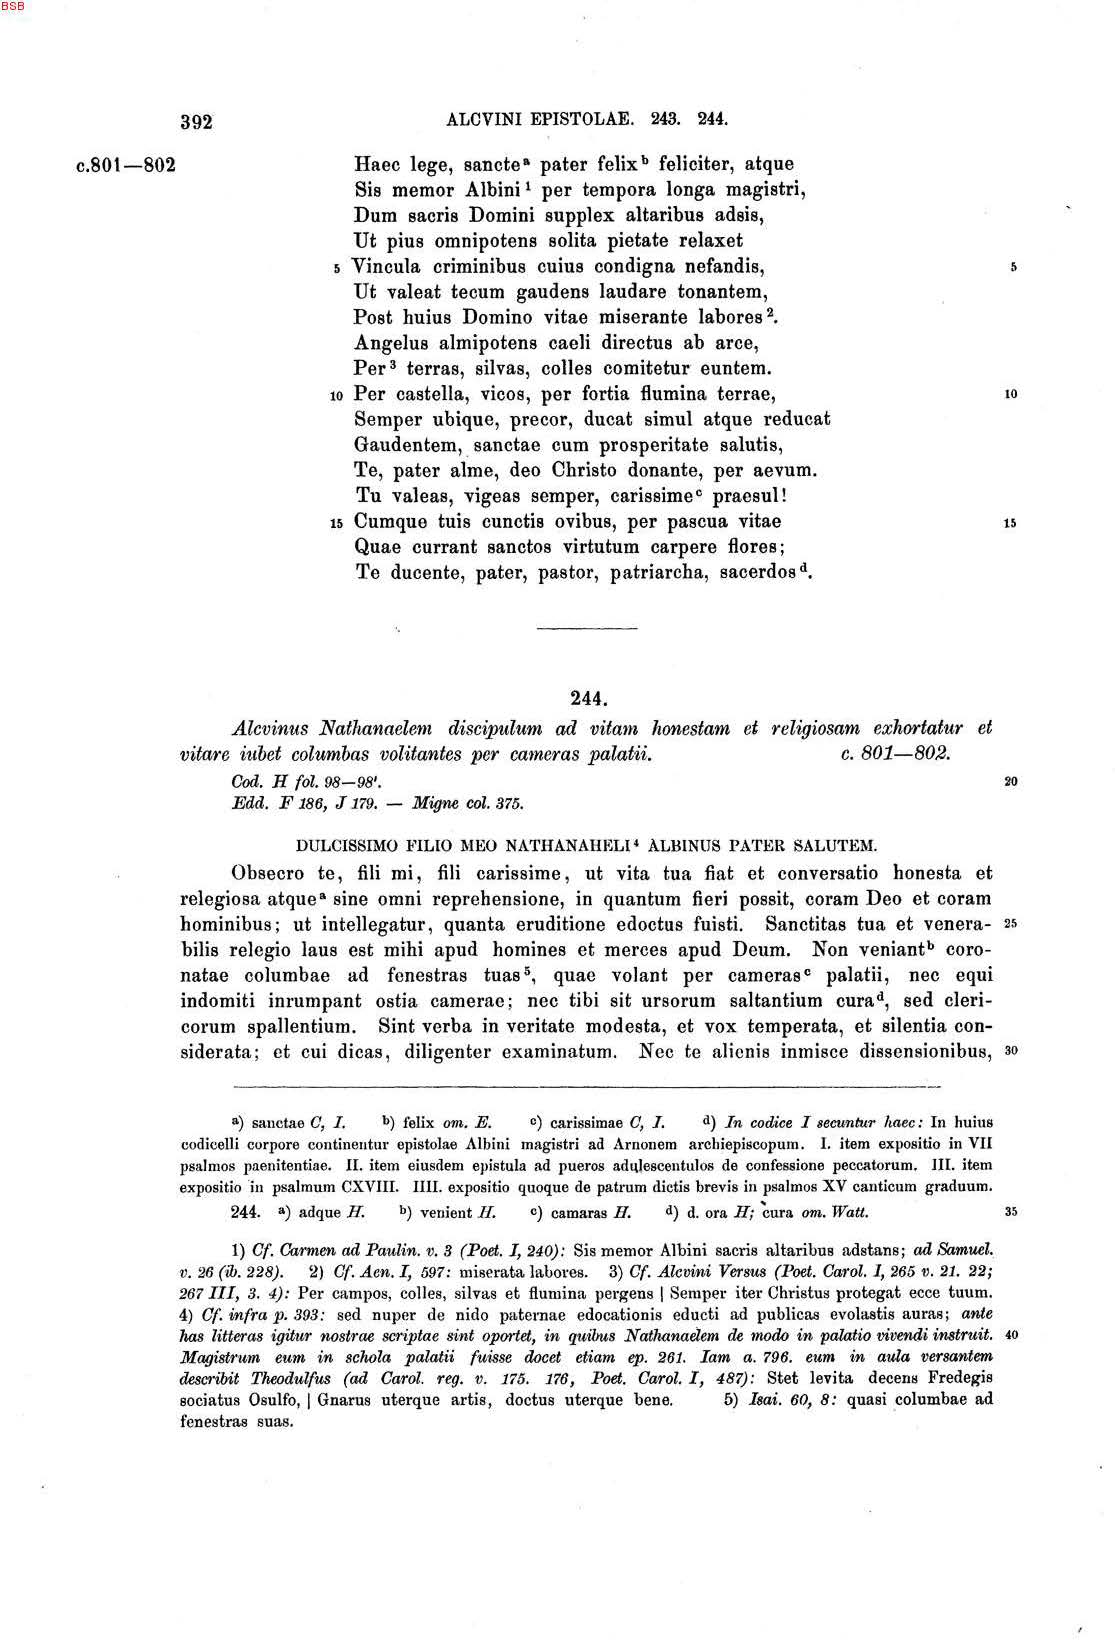 BSB
392 ALCVINI EPISTOLAE. 243. 244.
c.801—802 Haec lege, sancteᵃ pater felixᵇ feliciter, atque
Sis memor Albini¹ per tempora longa magistri,
Dum sacris Domini supplex altaribus adsis,
Ut pius omnipotens solita pietate relaxet
5 Vincula criminibus cuius condigna nefandis, 5
Ut valeat tecum gaudens laudare tonantem,
Post huius Domino vitae miserante labores².
Angelus almipotens caeli directus ab arce,
Per³ terras, silvas, colles comitetur euntem.
10 Per castella, vicos, per fortia flumina terrae, 10
Semper ubique, precor, ducat simul atque reducat
Gaudentem, sanctae cum prosperitate salutis,
Te, pater alme, deo Christo donante, per aevum.
Tu valeas, vigeas semper, carissimeᶜ praesul!
15 Cumque tuis cunctis ovibus, per pascua vitae 15
Quae currant sanctos virtutum carpere flores;
Te ducente, pater, pastor, patriarcha, sacerdosᵈ.
244.
Alcvinus Nathanaelem discipulum ad vitam honestam et religiosam exhortatur et
vitare iubet columbas volitantes per cameras palatii. c. 801—802.
Cod. H fol. 98—98'. 20
Edd. F 186, J 179. — Migne col. 375.
DULCISSIMO FILIO MEO NATHANAHELI⁴ ALBINUS PATER SALUTEM.
Obsecro te, fili mi, fili carissime, ut vita tua fiat et conversatio honesta et
relegiosa atqueᵃ sine omni reprehensione, in quantum fieri possit, coram Deo et coram
hominibus; ut intellegatur, quanta eruditione edoctus fuisti. Sanctitas tua et venera- 25
bilis relegio laus est mihi apud homines et merces apud Deum. Non veniantᵇ coro-
natae columbae ad fenestras tuas⁵, quae volant per camerasᶜ palatii, nec equi
indomiti inrumpant ostia camerae; nec tibi sit ursorum saltantium curaᵈ, sed cleri-
corum spallentium. Sint verba in veritate modesta, et vox temperata, et silentia con-
siderata; et cui dicas, diligenter examinatum. Nec te alienis inmisce dissensionibus, 30
a) sanctae C, I. b) felix om. E. c) carissimae C, I. d) In codice I secuntur haec: In huius
codicelli corpore continentur epistolae Albini magistri ad Arnonem archiepiscopum. I. item expositio in VII
psalmos paenitentiae. II. item eiusdem epistula ad pueros adulescentulos de confessione peccatorum. III. item
expositio in psalmum CXVIII. IIII. expositio quoque de patrum dictis brevis in psalmos XV canticum graduum.
244. a) adque H. b) venient H. c) camaras H. d) d. ora H; cura om. Watt. 35
1) Cf. Carmen ad Paulin. v. 3 (Poet. I, 240): Sis memor Albini sacris altaribus adstans; ad Samuel.
v. 26 (ib. 228). 2) Cf. Aen. I, 597: miserata labores. 3) Cf. Alcvini Versus (Poet. Carol. I, 265 v. 21. 22;
267 III, 3. 4): Per campos, colles, silvas et flumina pergens | Semper iter Christus protegat ecce tuum.
4) Cf. infra p. 393: sed nuper de nido paternae edocationis educti ad publicas evolastis auras; ante
has litteras igitur nostrae scriptae sint oportet, in quibus Nathanaelem de modo in palatio vivendi instruit. 40
Magistrum eum in schola palatii fuisse docet etiam ep. 261. Iam a. 796. eum in aula versantem
describit Theodulfus (ad Carol. reg. v. 175. 176, Poet. Carol. I, 487): Stet levita decens Fredegis
sociatus Osulfo, | Gnarus uterque artis, doctus uterque bene. 5) Isai. 60, 8: quasi columbae ad
fenestras suas.